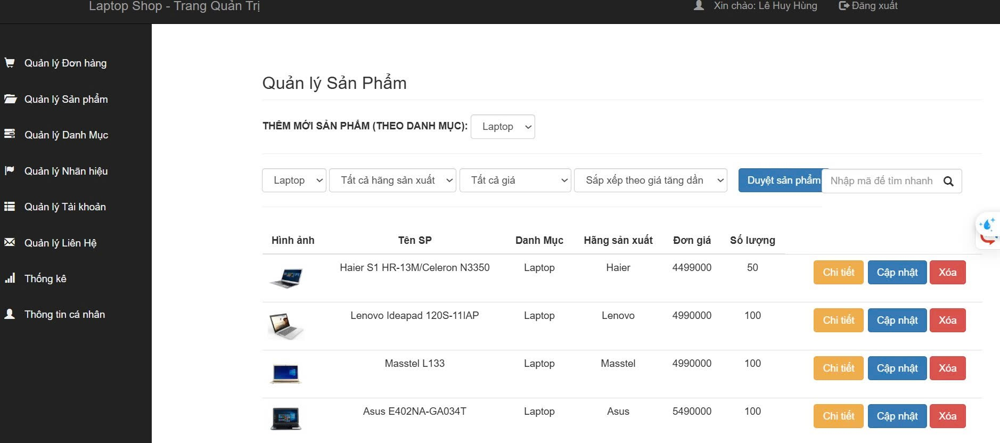 Laptop Shop - Trang Quản Trị
Xin chào: Lê Huy Hùng
Đăng xuất
Quản lý Đơn hàng
Quản lý Sản phẩm
Quản lý Danh Mục
Quản lý Nhãn hiệu
Quản lý Tài khoản
Quản lý Liên Hệ
Thống kê
Thông tin cá nhân
Quản lý Sản Phẩm
THÊM MỚI SẢN PHẨM (THEO DANH MỤC): Laptop
Laptop Tất cả hãng sản xuất Tất cả giá Sắp xếp theo giá tăng dần Duyệt sản phẩm Nhập mã để tìm nhanh
Hình ảnh Tên SP Danh Mục Hãng sản xuất Đơn giá Số lượng
Haier S1 HR-13M/Celeron N3350 Laptop Haier 4499000 50 Chi tiết Cập nhật Xóa
Lenovo Ideapad 120S-11IAP Laptop Lenovo 4990000 100 Chi tiết Cập nhật Xóa
Masstel L133 Laptop Masstel 4990000 100 Chi tiết Cập nhật Xóa
Asus E402NA-GA034T Laptop Asus 5490000 100 Chi tiết Cập nhật Xóa